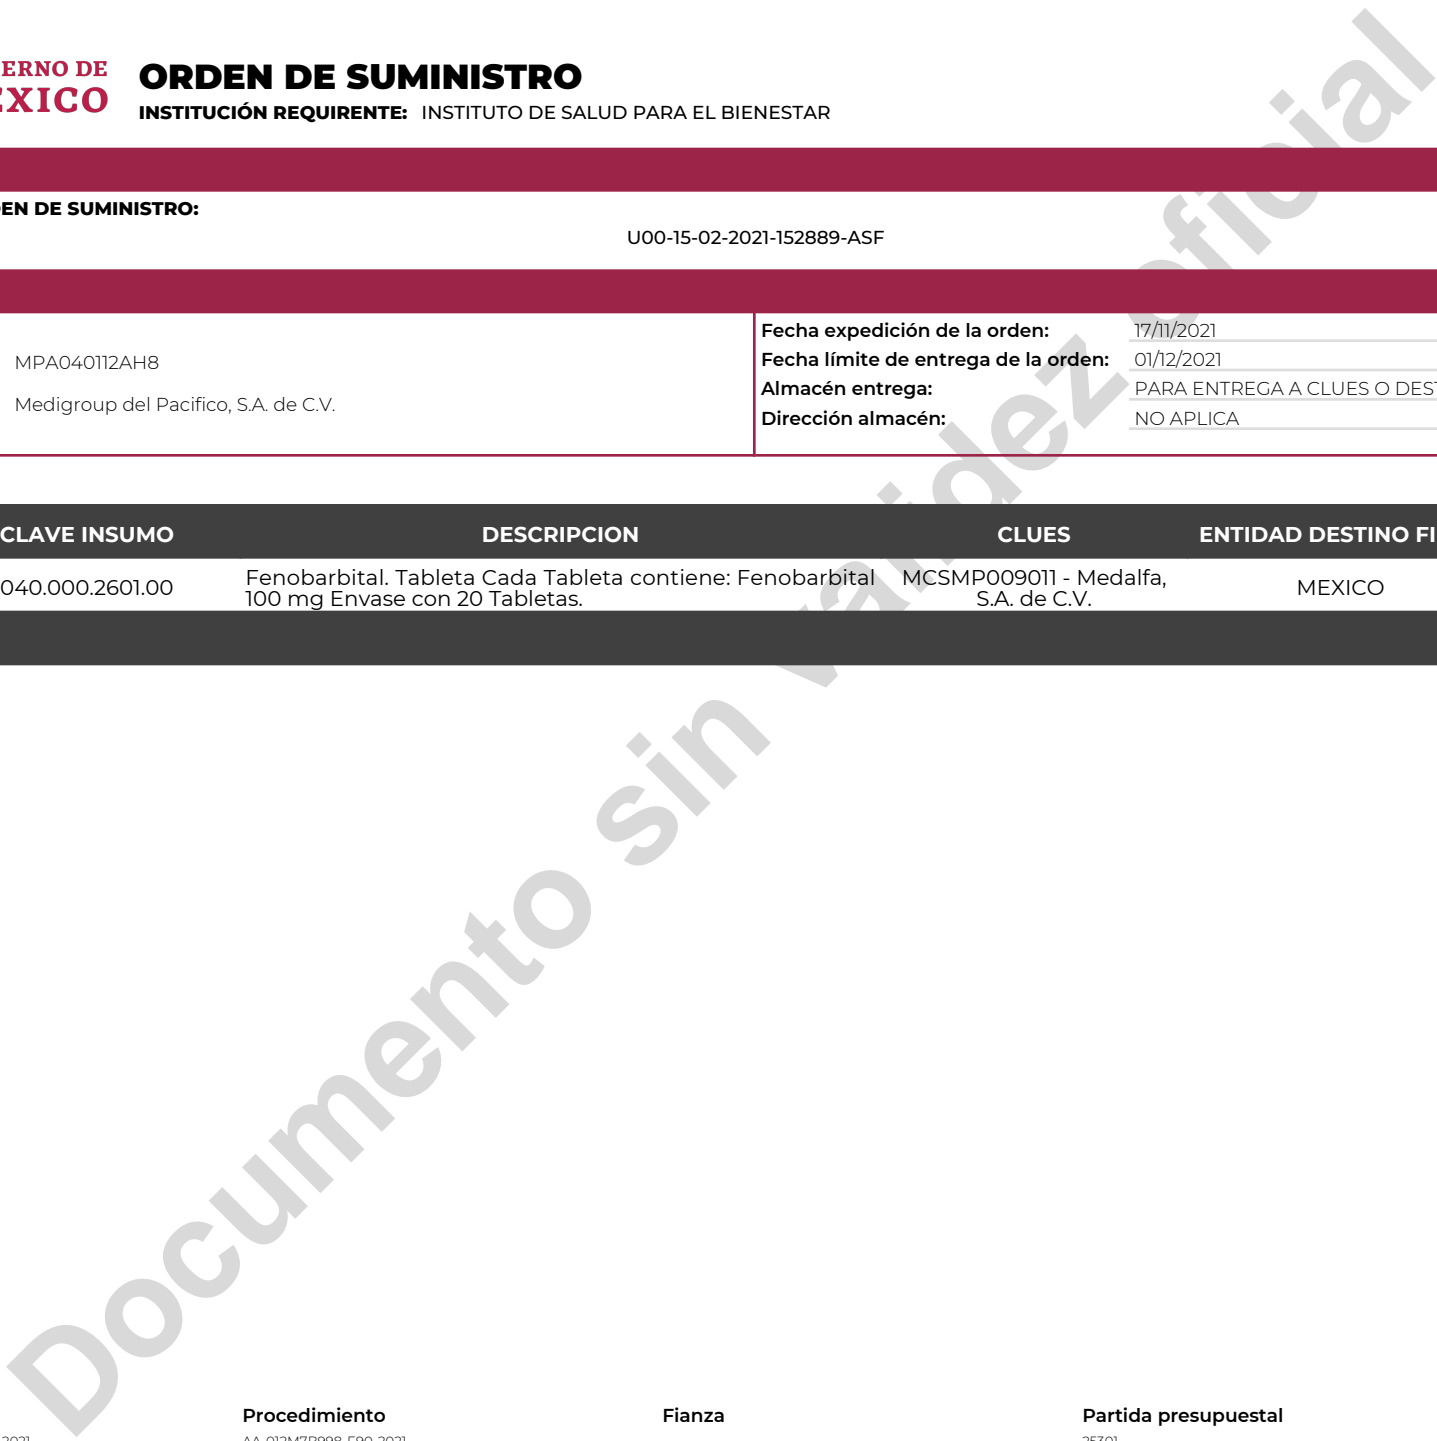 ERNO DE
EXICO
ORDEN DE SUMINISTRO
INSTITUCIÓN REQUIRENTE: INSTITUTO DE SALUD PARA EL BIENESTAR
EN DE SUMINISTRO:
U00-15-02-2021-152889-ASF
MPA040112AH8
Medigroup del Pacifico, S.A. de C.V.
Fecha expedición de la orden: 17/11/2021
Fecha límite de entrega de la orden: 01/12/2021
Almacén entrega: PARA ENTREGA A CLUES O DEST
Dirección almacén: NO APLICA
CLAVE INSUMO DESCRIPCION CLUES ENTIDAD DESTINO FI
040.000.2601.00 Fenobarbital. Tableta Cada Tableta contiene: Fenobarbital 
100 mg Envase con 20 Tabletas.
MCSMP009011 - Medalfa,
S.A. de C.V.
MEXICO
Documento sin validez oficial
Procedimiento Fianza Partida presupuestal
2021 25301